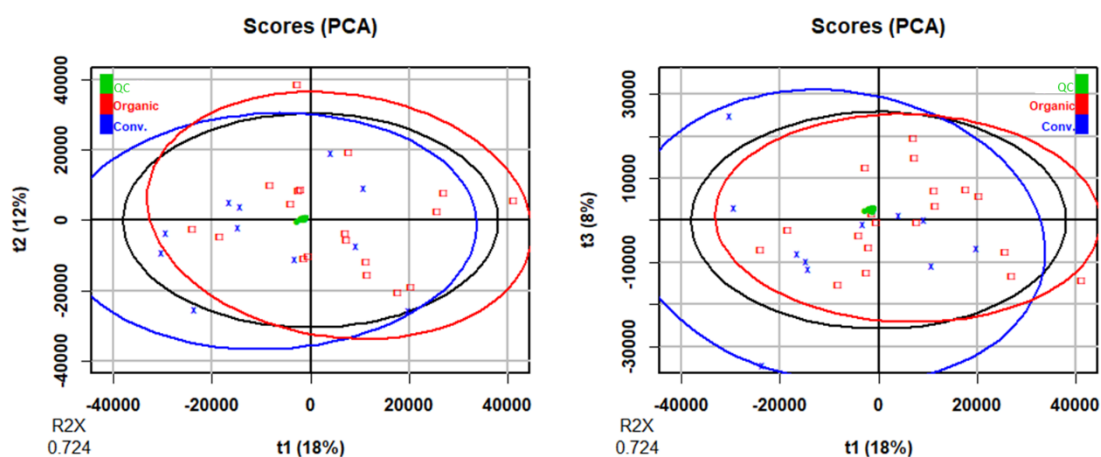 Scores (PCA)
QC
Organic
Conv.
t2 (12%)
40000
20000
0
-20000
-40000
-40000 -20000 0 20000 40000
R2X
0.724
t1 (18%)
Scores (PCA)
QC
Organic
Conv.
t3 (8%)
30000
10000
-10000
-30000
-40000 -20000 0 20000 40000
R2X
0.724
t1 (18%)